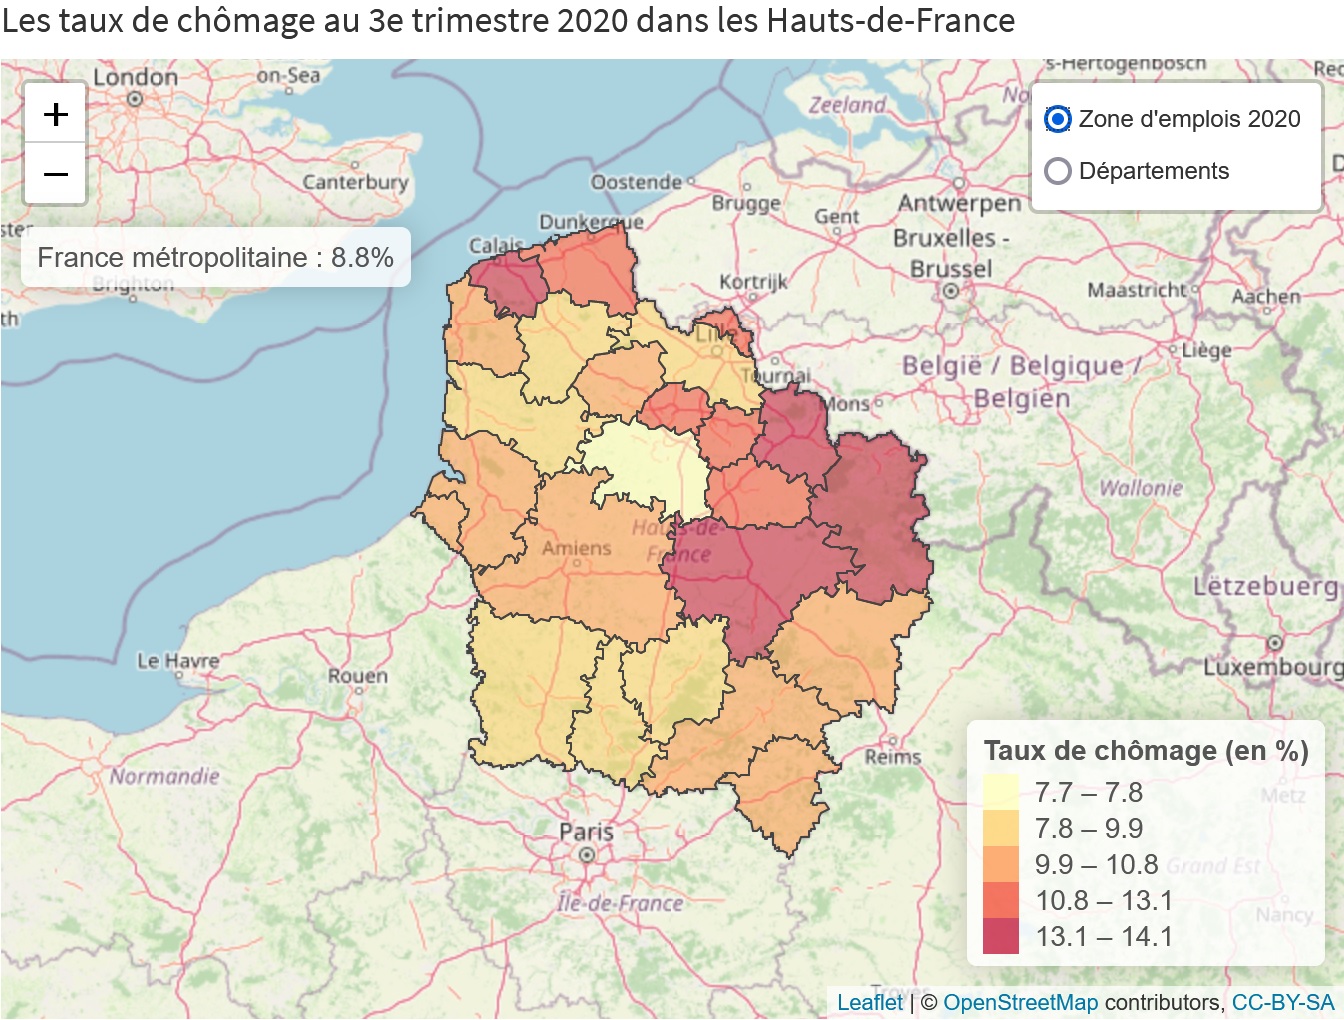 Les taux de chômage au 3e trimestre 2020 dans les Hauts-de-France
London
on-Sea
's-Hertogenbosch
Zeeland
+
−
Zone d'emplois 2020
Départements
Canterbury
Oostende
Brugge
Antwerpen
Gent
Dunkerque
Calais
Bruxelles -
Brussel
France métropolitaine : 8.8%
Brighton
Kortrijk
Maastricht
Aachen
Lille
Tournai
Liège
België / Belgique /
Belgien
Mons
Wallonie
Hauts-de-
France
Amiens
Lëtzebuerg
Luxembourg
Le Havre
Rouen
Reims
Normandie
Paris
Île-de-France
Taux de chômage (en %)
7.7 – 7.8
7.8 – 9.9
9.9 – 10.8
10.8 – 13.1
13.1 – 14.1
Metz
Grand Est
Nancy
Troyes
Leaflet | © OpenStreetMap contributors, CC-BY-SA